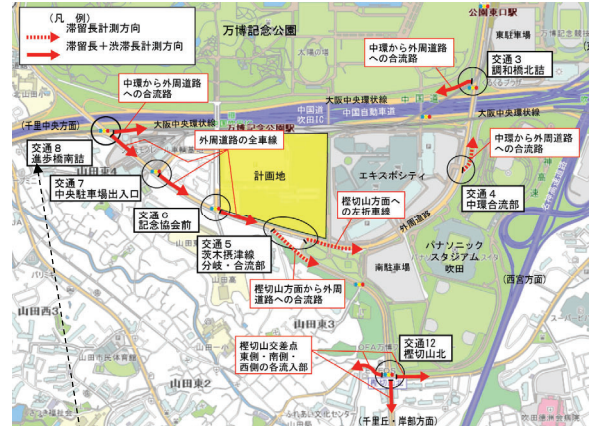 (凡 例)
滞留長計測方向
滞留長+渋滞長計測方向
万博記念公園
公園東口駅
東駐車場
中環から外周道路
への合流路
交通3
調和橋北詰
大阪中央環状線
中国道
吹田IC
中国自動車道
大阪中央環状線
(千里中央方面)
大阪中央環状線
万博記念公園駅
交通8
進歩橋南詰
外周道路の全車線
中環から外周道路
への合流路
山田東4
交通7
中央駐車場出入口
計画地
エキスポシティ
樫切山方面へ
の左折車線
交通4
中環合流部
外周道路
記念協会前
交通5
茨木摂津線
分岐・合流部
パナソニック
スタジアム
吹田
南駐車場
(西宮方面)
樫切山方面から外周
道路への合流路
山田西3
山田東3
樫切山交差点
東側・南側・
西側の各流入部
交通12
樫切山北
山田東2
(千里丘・岸部方面)